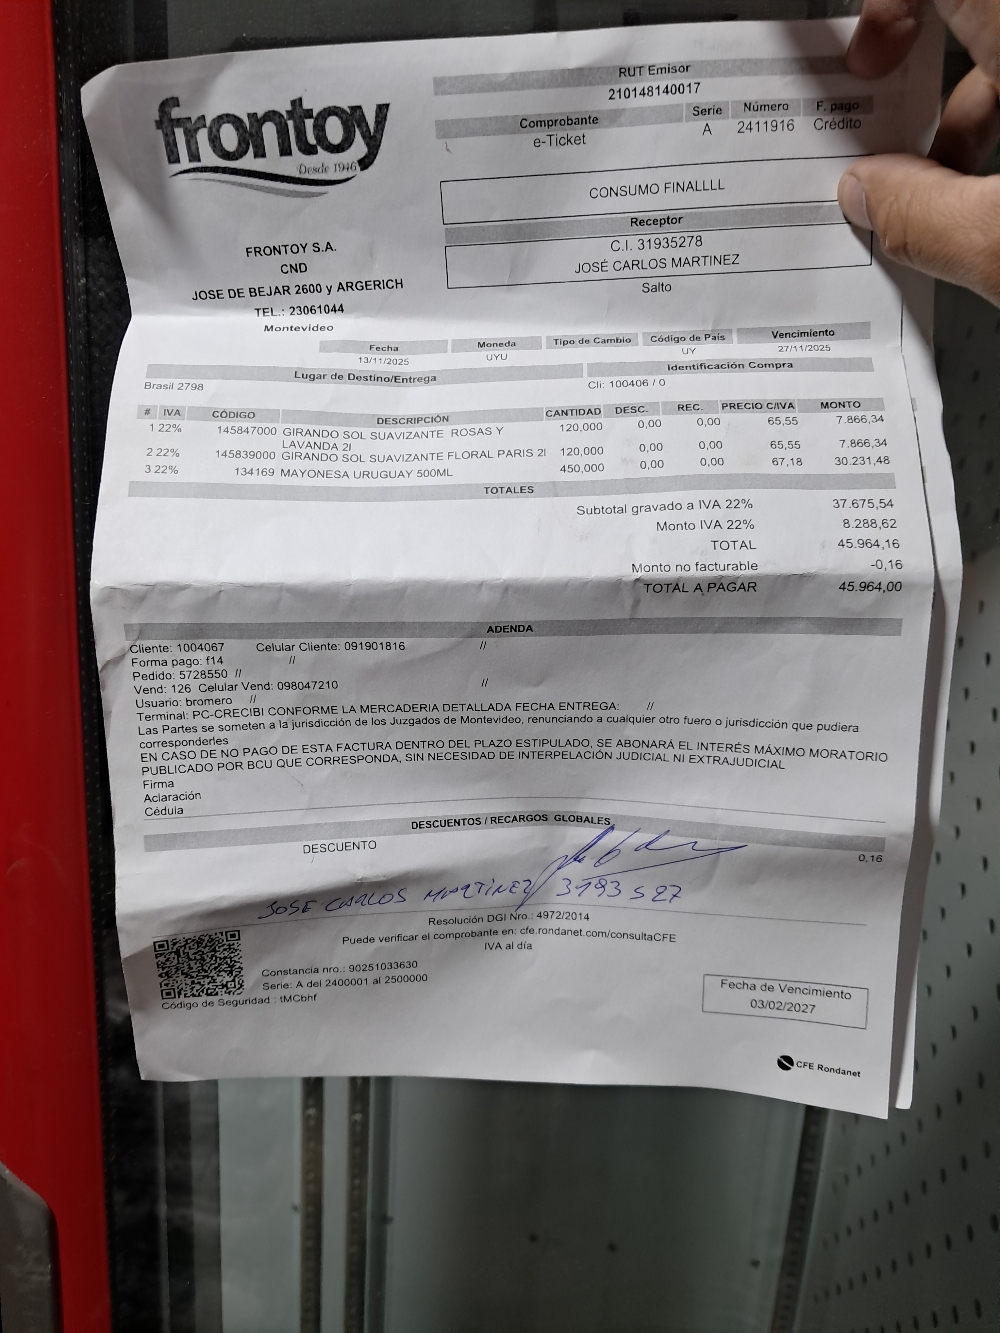 frontoy
Desde 1946
FRONTOY S.A.
CND
JOSE DE BEJAR 2600 y ARGERICH
TEL.: 23061044
Montevideo
RUT Emisor
210148140017
Comprobante Serie Número F. pago
e-Ticket A 2411916 Crédito
CONSUMO FINALLLL
Receptor
C.I. 31935278
JOSÉ CARLOS MARTINEZ
Salto
Fecha Moneda Tipo de Cambio Código de País Vencimiento
13/11/2025 UYU UY 27/11/2025
Lugar de Destino/Entrega Identificación Compra
Brasil 2798 Cli: 100406 / 0
# IVA CÓDIGO DESCRIPCIÓN CANTIDAD DESC. REC. PRECIO C/IVA MONTO
1 22% 145847000 GIRANDO SOL SUAVIZANTE ROSAS Y 120,000 0,00 0,00 65,55 7.866,34
LAVANDA 2l
2 22% 145839000 GIRANDO SOL SUAVIZANTE FLORAL PARIS 2l 120,000 0,00 0,00 65,55 7.866,34
3 22% 134169 MAYONESA URUGUAY 500ML 450,000 0,00 0,00 67,18 30.231,48
TOTALES
Subtotal gravado a IVA 22% 37.675,54
Monto IVA 22% 8.288,62
TOTAL 45.964,16
Monto no facturable -0,16
TOTAL A PAGAR 45.964,00
ADENDA
Cliente: 1004067 Celular Cliente: 091901816 //
Forma pago: f14 //
Pedido: 5728550 //
Vend: 126 Celular Vend: 098047210 //
Usuario: bromero //
Terminal: PC-CRECIBI CONFORME LA MERCADERIA DETALLADA FECHA ENTREGA: //
Las Partes se someten a la jurisdicción de los Juzgados de Montevideo, renunciando a cualquier otro fuero o jurisdicción que pudiera
corresponderles
EN CASO DE NO PAGO DE ESTA FACTURA DENTRO DEL PLAZO ESTIPULADO, SE ABONARÁ EL INTERÉS MÁXIMO MORATORIO
PUBLICADO POR BCU QUE CORRESPONDA, SIN NECESIDAD DE INTERPELACIÓN JUDICIAL NI EXTRAJUDICIAL
Firma
Aclaración
Cédula
DESCUENTOS / RECARGOS GLOBALES
DESCUENTO 0,16
JOSE CARLOS MARTINEZ 3193527
Resolución DGI Nro.: 4972/2014
Puede verificar el comprobante en: cfe.rondanet.com/consultaCFE
IVA al día
Constancia nro.: 90251033630
Serie: A del 2400001 al 2500000
Código de Seguridad : tMCbhf
Fecha de Vencimiento
03/02/2027
CFE Rondanet